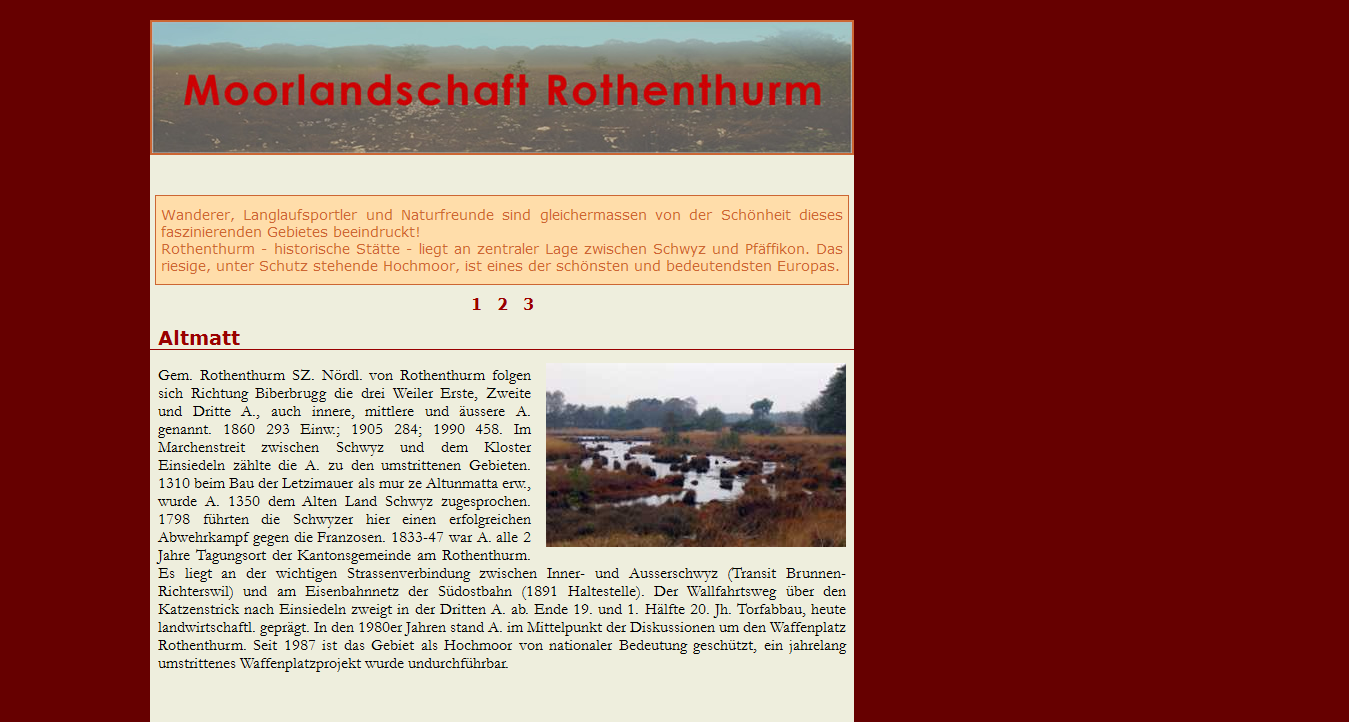 Moorlandschaft Rothenthurm
Wanderer, Langlaufsportler und Naturfreunde sind gleichermassen von der Schönheit dieses
faszinierenden Gebietes beeindruckt!
Rothenthurm - historische Stätte - liegt an zentraler Lage zwischen Schwyz und Pfäffikon. Das
riesige, unter Schutz stehende Hochmoor, ist eines der schönsten und bedeutendsten Europas.
1 2 3
Altmatt
Gem. Rothenthurm SZ. Nördl. von Rothenthurm folgen
sich Richtung Biberbrugg die drei Weiler Erste, Zweite
und Dritte A., auch innere, mittlere und äussere A.
genannt. 1860 293 Einw.; 1905 284; 1990 458. Im
Marchenstreit zwischen Schwyz und dem Kloster
Einsiedeln zählte die A. zu den umstrittenen Gebieten.
1310 beim Bau der Letzimauer als mur ze Altunmatta erw.,
wurde A. 1350 dem Alten Land Schwyz zugesprochen.
1798 führten die Schwyzer hier einen erfolgreichen
Abwehrkampf gegen die Franzosen. 1833-47 war A. alle 2
Jahre Tagungsort der Kantonsgemeinde am Rothenthurm.
Es liegt an der wichtigen Strassenverbindung zwischen Inner- und Ausserschwyz (Transit Brunnen-
Richterswil) und am Eisenbahnnetz der Südostbahn (1891 Haltestelle). Der Wallfahrtsweg über den
Katzenstrick nach Einsiedeln zweigt in der Dritten A. ab. Ende 19. und 1. Hälfte 20. Jh. Torfabbau, heute
landwirtschaftl. geprägt. In den 1980er Jahren stand A. im Mittelpunkt der Diskussionen um den Waffenplatz
Rothenthurm. Seit 1987 ist das Gebiet als Hochmoor von nationaler Bedeutung geschützt, ein jahrelang
umstrittenes Waffenplatzprojekt wurde undurchführbar.